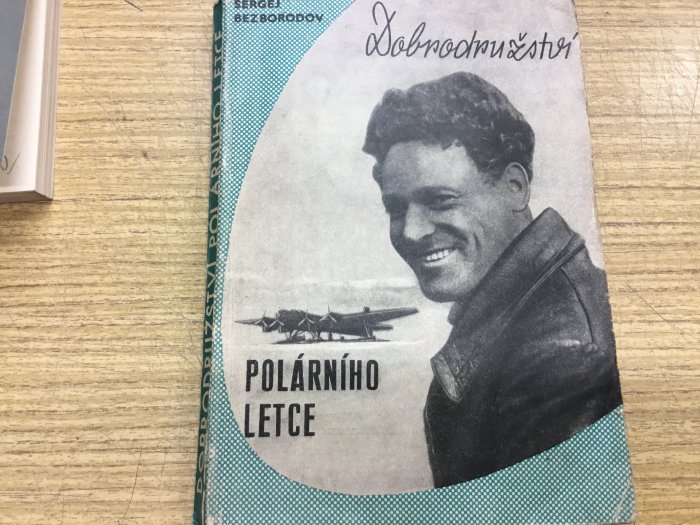 SERGEJ
BEZBORODOV
Dobrodružství
POLÁRNÍHO
LETCE
DOBRODRUŽSTVÍ POLÁRNÍHO LETCE